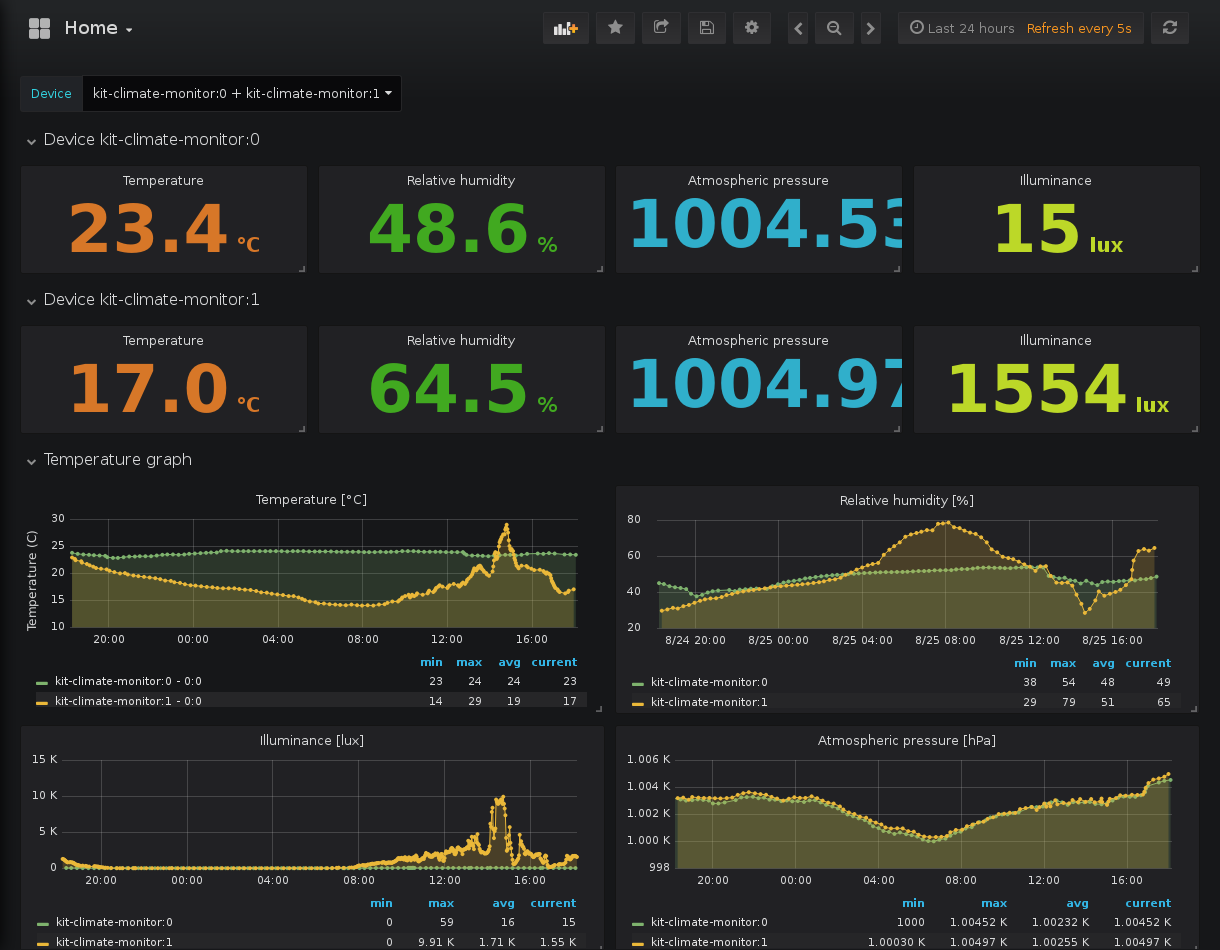 Home
Last 24 hours Refresh every 5s
Device kit-climate-monitor:0 + kit-climate-monitor:1
Device kit-climate-monitor:0
Temperature Relative humidity Atmospheric pressure Illuminance
23.4 °C 48.6 % 1004.53 15 lux
Device kit-climate-monitor:1
Temperature Relative humidity Atmospheric pressure Illuminance
17.0 °C 64.5 % 1004.97 1554 lux
Temperature graph
Temperature [°C]
Temperature (C)
30
25
20
15
10
20:00 00:00 04:00 08:00 12:00 16:00
min max avg current
kit-climate-monitor:0 - 0:0 23 24 24 23
kit-climate-monitor:1 - 0:0 14 29 19 17
Relative humidity [%]
80
60
40
20
8/24 20:00 8/25 00:00 8/25 04:00 8/25 08:00 8/25 12:00 8/25 16:00
min max avg current
kit-climate-monitor:0 38 54 48 49
kit-climate-monitor:1 29 79 51 65
Illuminance [lux]
15 K
10 K
5 K
0
20:00 00:00 04:00 08:00 12:00 16:00
min max avg current
kit-climate-monitor:0 0 59 16 15
kit-climate-monitor:1 0 9.91 K 1.71 K 1.55 K
Atmospheric pressure [hPa]
1.006 K
1.004 K
1.002 K
1.000 K
998
20:00 00:00 04:00 08:00 12:00 16:00
min max avg current
kit-climate-monitor:0 1000 1.00452 K 1.00232 K 1.00452 K
kit-climate-monitor:1 1.00030 K 1.00497 K 1.00255 K 1.00497 K